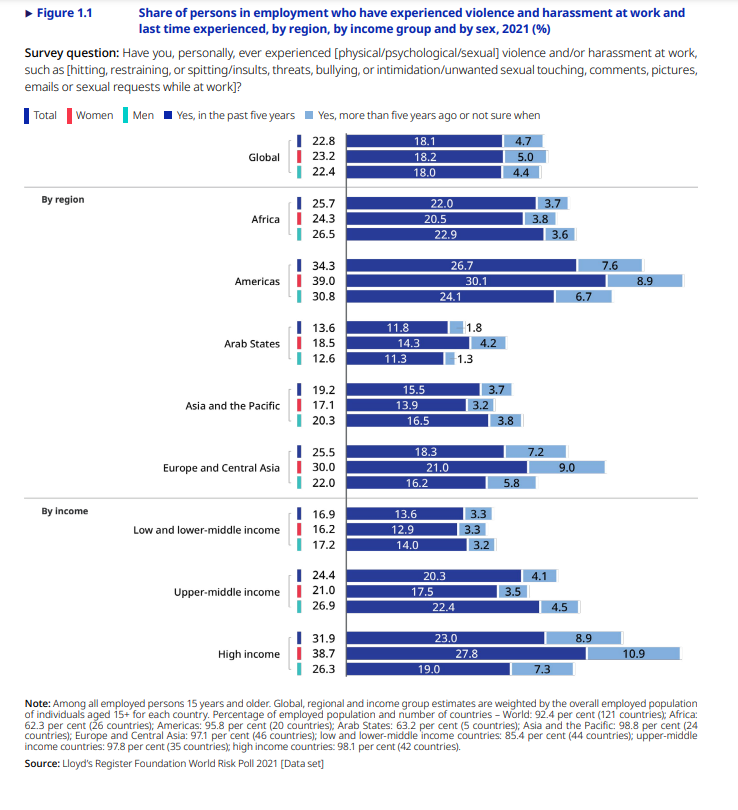 ► Figure 1.1 Share of persons in employment who have experienced violence and harassment at work and
last time experienced, by region, by income group and by sex, 2021 (%)
Survey question: Have you, personally, ever experienced [physical/psychological/sexual] violence and/or harassment at work,
such as [hitting, restraining, or spitting/insults, threats, bullying, or intimidation/unwanted sexual touching, comments, pictures,
emails or sexual requests while at work]?
Total Women Men Yes, in the past five years Yes, more than five years ago or not sure when
22.8 18.1 4.7
Global 23.2 18.2 5.0
22.4 18.0 4.4
By region
25.7 22.0 3.7
Africa 24.3 20.5 3.8
26.5 22.9 3.6
34.3 26.7 7.6
Americas 39.0 30.1 8.9
30.8 24.1 6.7
13.6 11.8 1.8
Arab States 18.5 14.3 4.2
12.6 11.3 1.3
19.2 15.5 3.7
Asia and the Pacific 17.1 13.9 3.2
20.3 16.5 3.8
25.5 18.3 7.2
Europe and Central Asia 30.0 21.0 9.0
22.0 16.2 5.8
By income
16.9 13.6 3.3
Low and lower-middle income 16.2 12.9 3.3
17.2 14.0 3.2
24.4 20.3 4.1
Upper-middle income 21.0 17.5 3.5
26.9 22.4 4.5
31.9 23.0 8.9
High income 38.7 27.8 10.9
26.3 19.0 7.3
Note: Among all employed persons 15 years and older. Global, regional and income group estimates are weighted by the overall employed population
of individuals aged 15+ for each country. Percentage of employed population and number of countries – World: 92.4 per cent (121 countries); Africa:
62.3 per cent (26 countries); Americas: 95.8 per cent (20 countries); Arab States: 63.2 per cent (5 countries); Asia and the Pacific: 98.8 per cent (24
countries); Europe and Central Asia: 97.1 per cent (46 countries); low and lower-middle income countries: 85.4 per cent (44 countries); upper-middle
income countries: 97.8 per cent (35 countries); high income countries: 98.1 per cent (42 countries).
Source: Lloyd's Register Foundation World Risk Poll 2021 [Data set]